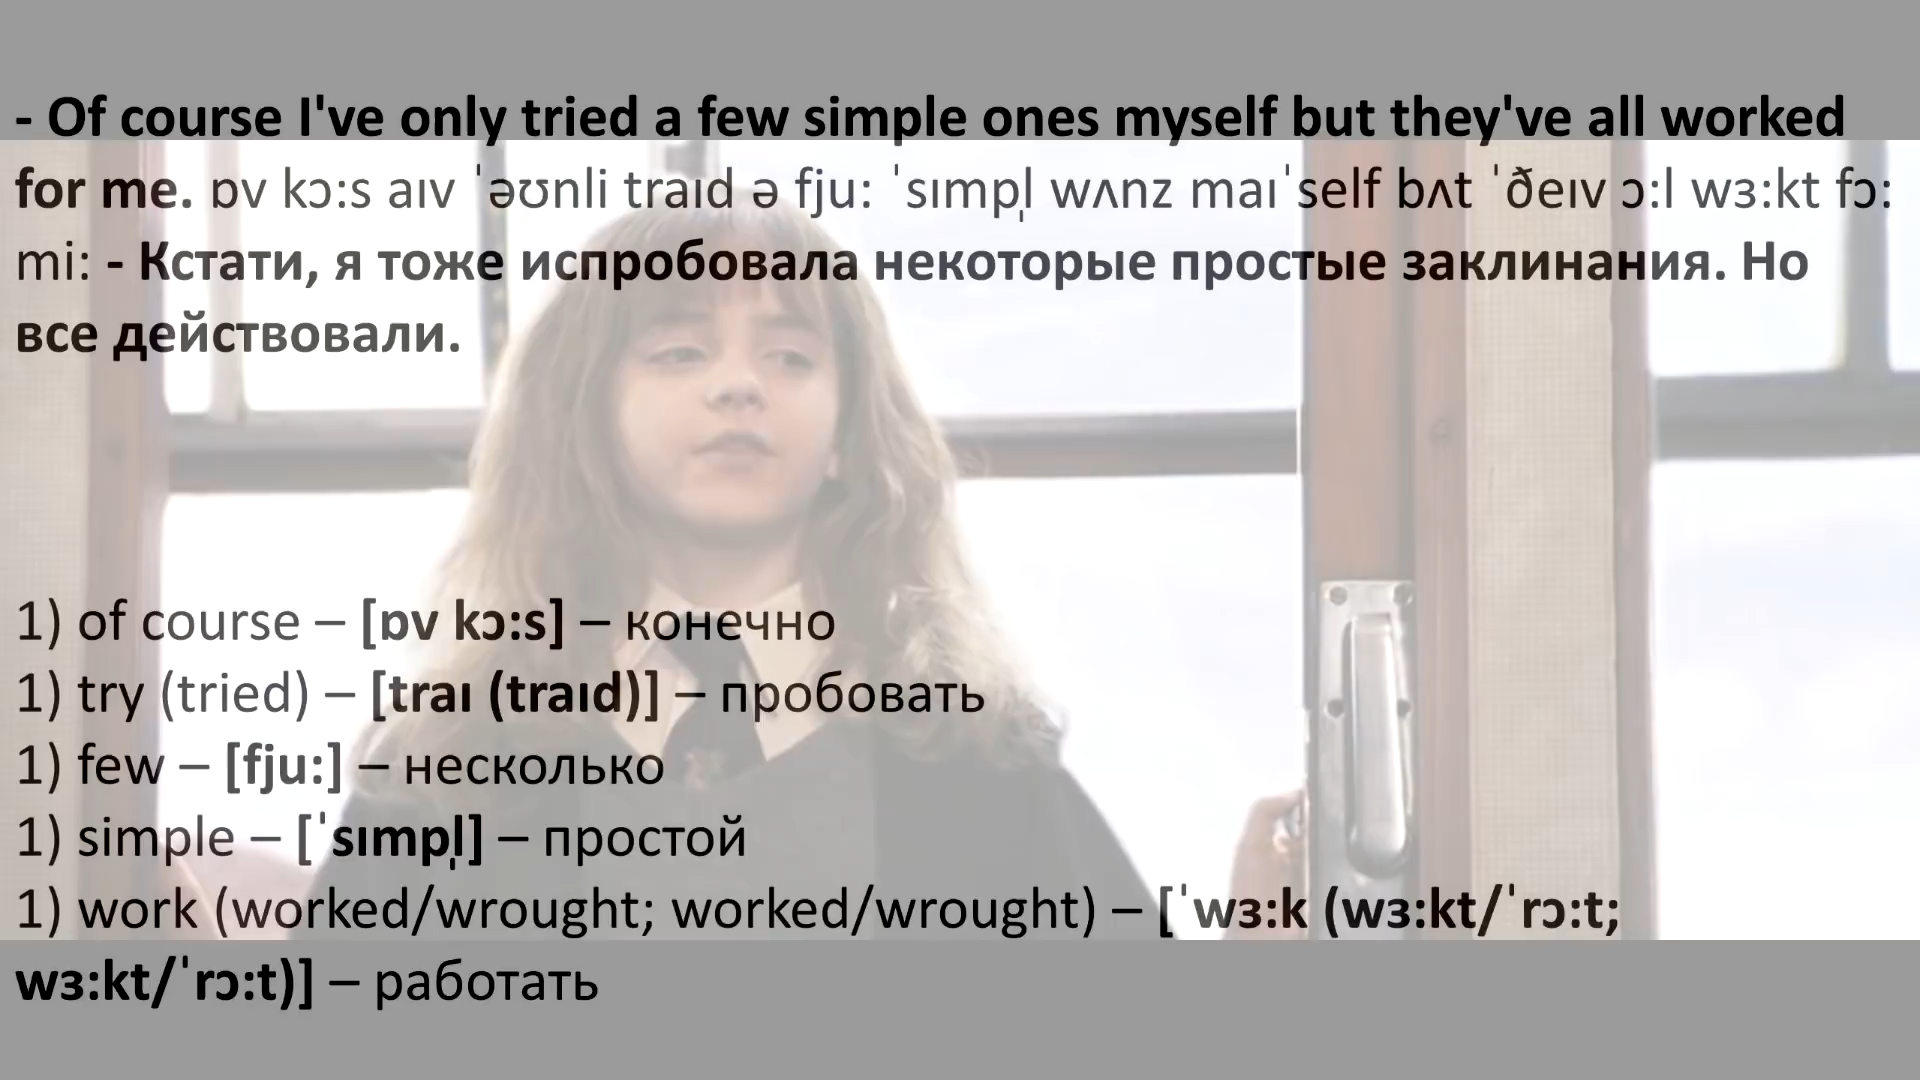 - Of course I've only tried a few simple ones myself but they've all worked
for me. ɒv kɔ:s aɪv ˈəʊnli traɪd ə fju: ˈsɪmpl̩ wʌnz maɪˈself bʌt ˈðeɪv ɔ:l wɜ:kt fɔ:
mi: - Кстати, я тоже испробовала некоторые простые заклинания. Но
все действовали.
1) of course – [ɒv kɔ:s] – конечно
1) try (tried) – [traɪ (traɪd)] – пробовать
1) few – [fju:] – несколько
1) simple – [ˈsɪmpl̩] – простой
1) work (worked/wrought; worked/wrought) – [ˈwɜ:k (wɜ:kt/ˈrɔ:t;
wɜ:kt/ˈrɔ:t)] – работать